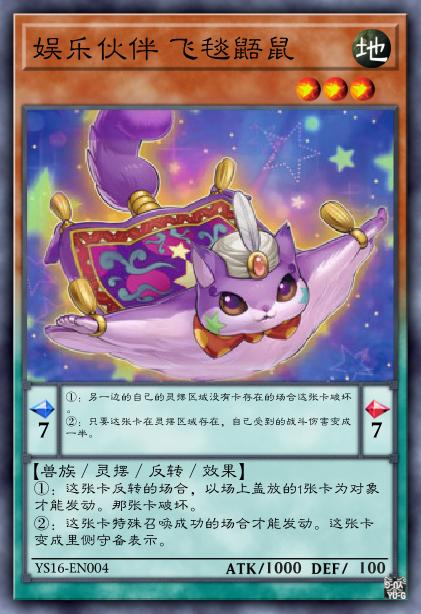 娱乐伙伴 飞毯鼯鼠
地
①：另一边的自己的灵摆区域没有卡存在的场合这张卡破坏
。
②：只要这张卡在灵摆区域存在，自己受到的战斗伤害变成
一半。
7
7
【兽族／灵摆／反转／效果】
①：这张卡反转的场合，以场上盖放的1张卡为对象
才能发动。那张卡破坏。
②：这张卡特殊召唤成功的场合才能发动。这张卡
变成里侧守备表示。
YS16-EN004
ATK/1000 DEF/ 100